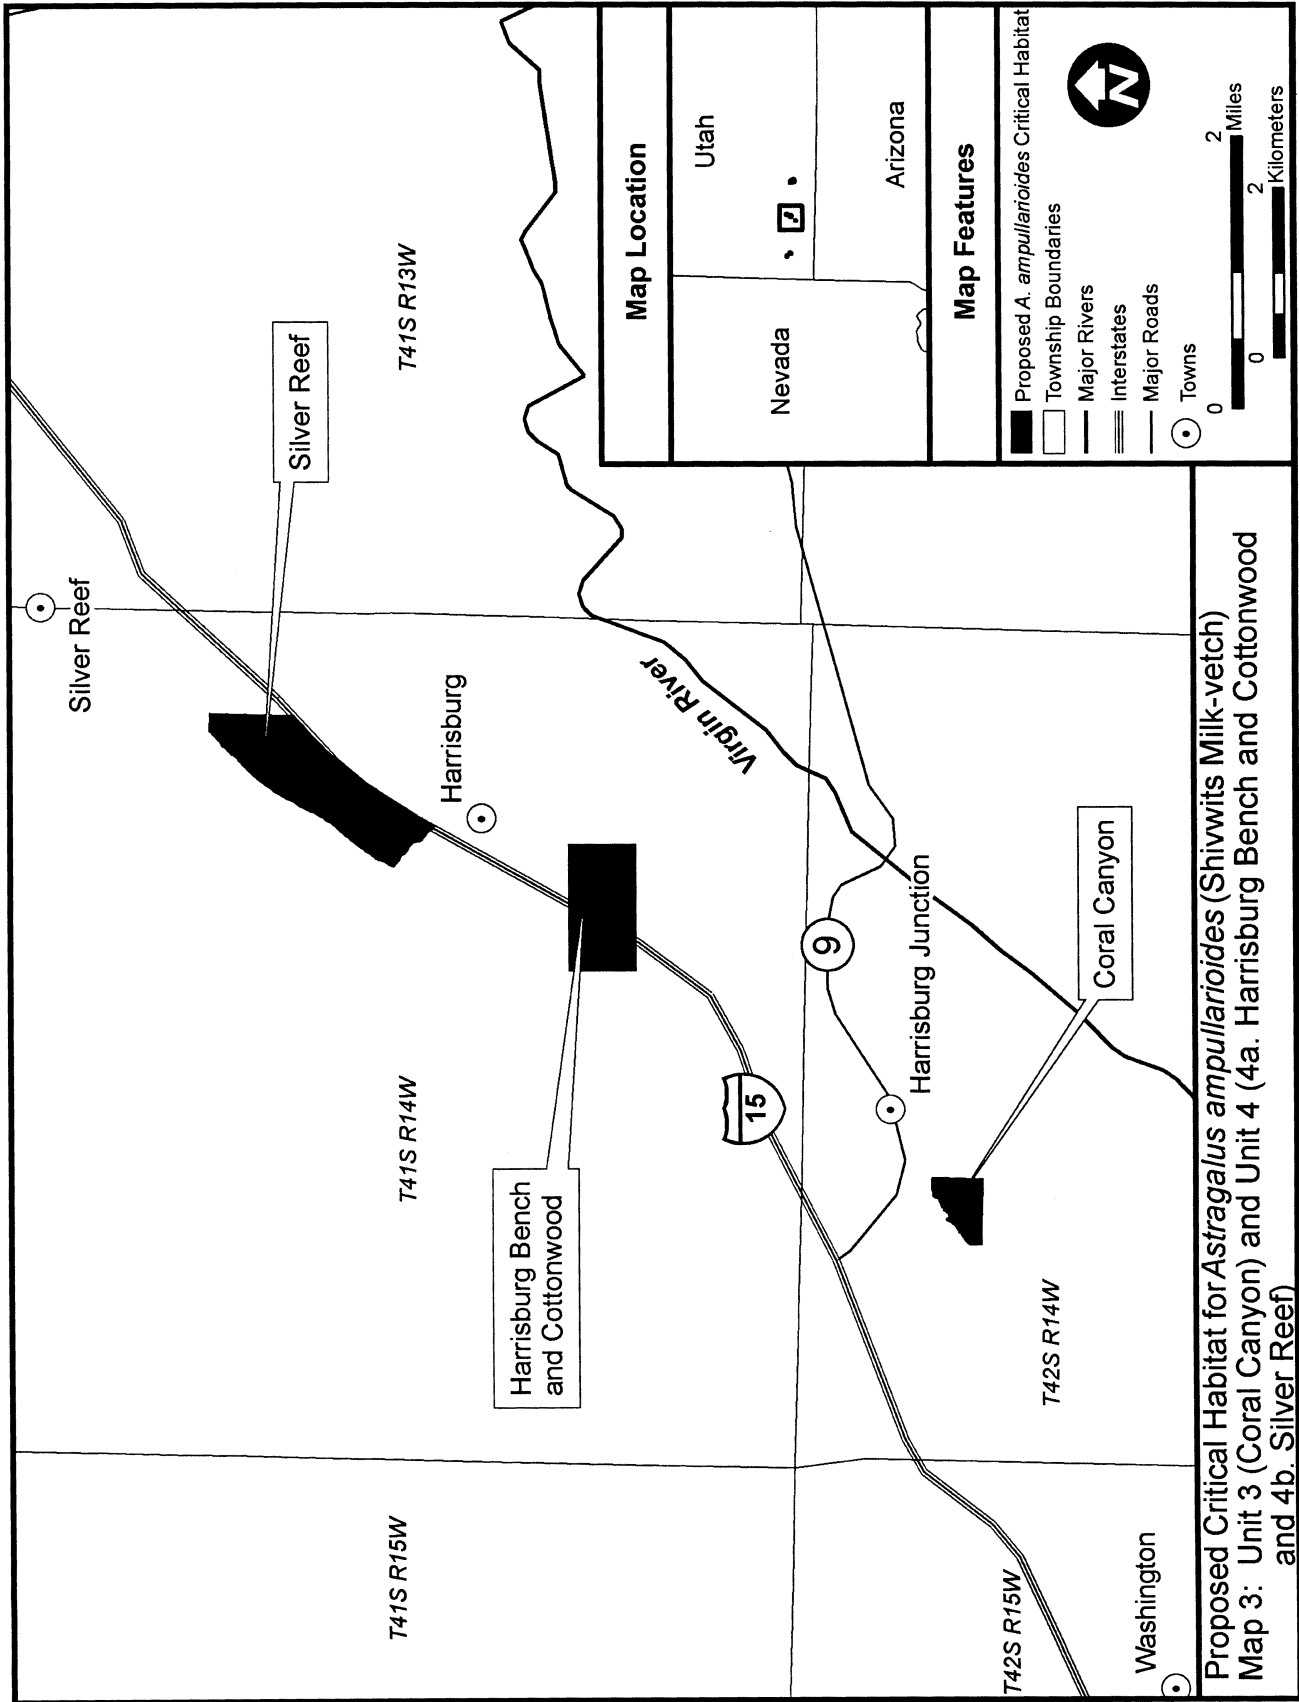 Silver Reef
Silver Reef
T41S R13W
Harrisburg
T41S R14W
Harrisburg Bench
and Cottonwood
T41S R15W
Virgin River
15
9
Harrisburg Junction
Coral Canyon
T42S R14W
T42S R15W
Washington
Map Location
Utah
Nevada
Arizona
Map Features
Proposed A. ampullarioides Critical Habitat
Township Boundaries
Major Rivers
Interstates
Major Roads
Towns
N
0 2
Miles
0 2
Kilometers
Proposed Critical Habitat for Astragalus ampullarioides (Shivwits Milk-vetch)
Map 3: Unit 3 (Coral Canyon) and Unit 4 (4a. Harrisburg Bench and Cottonwood
and 4b. Silver Reef)